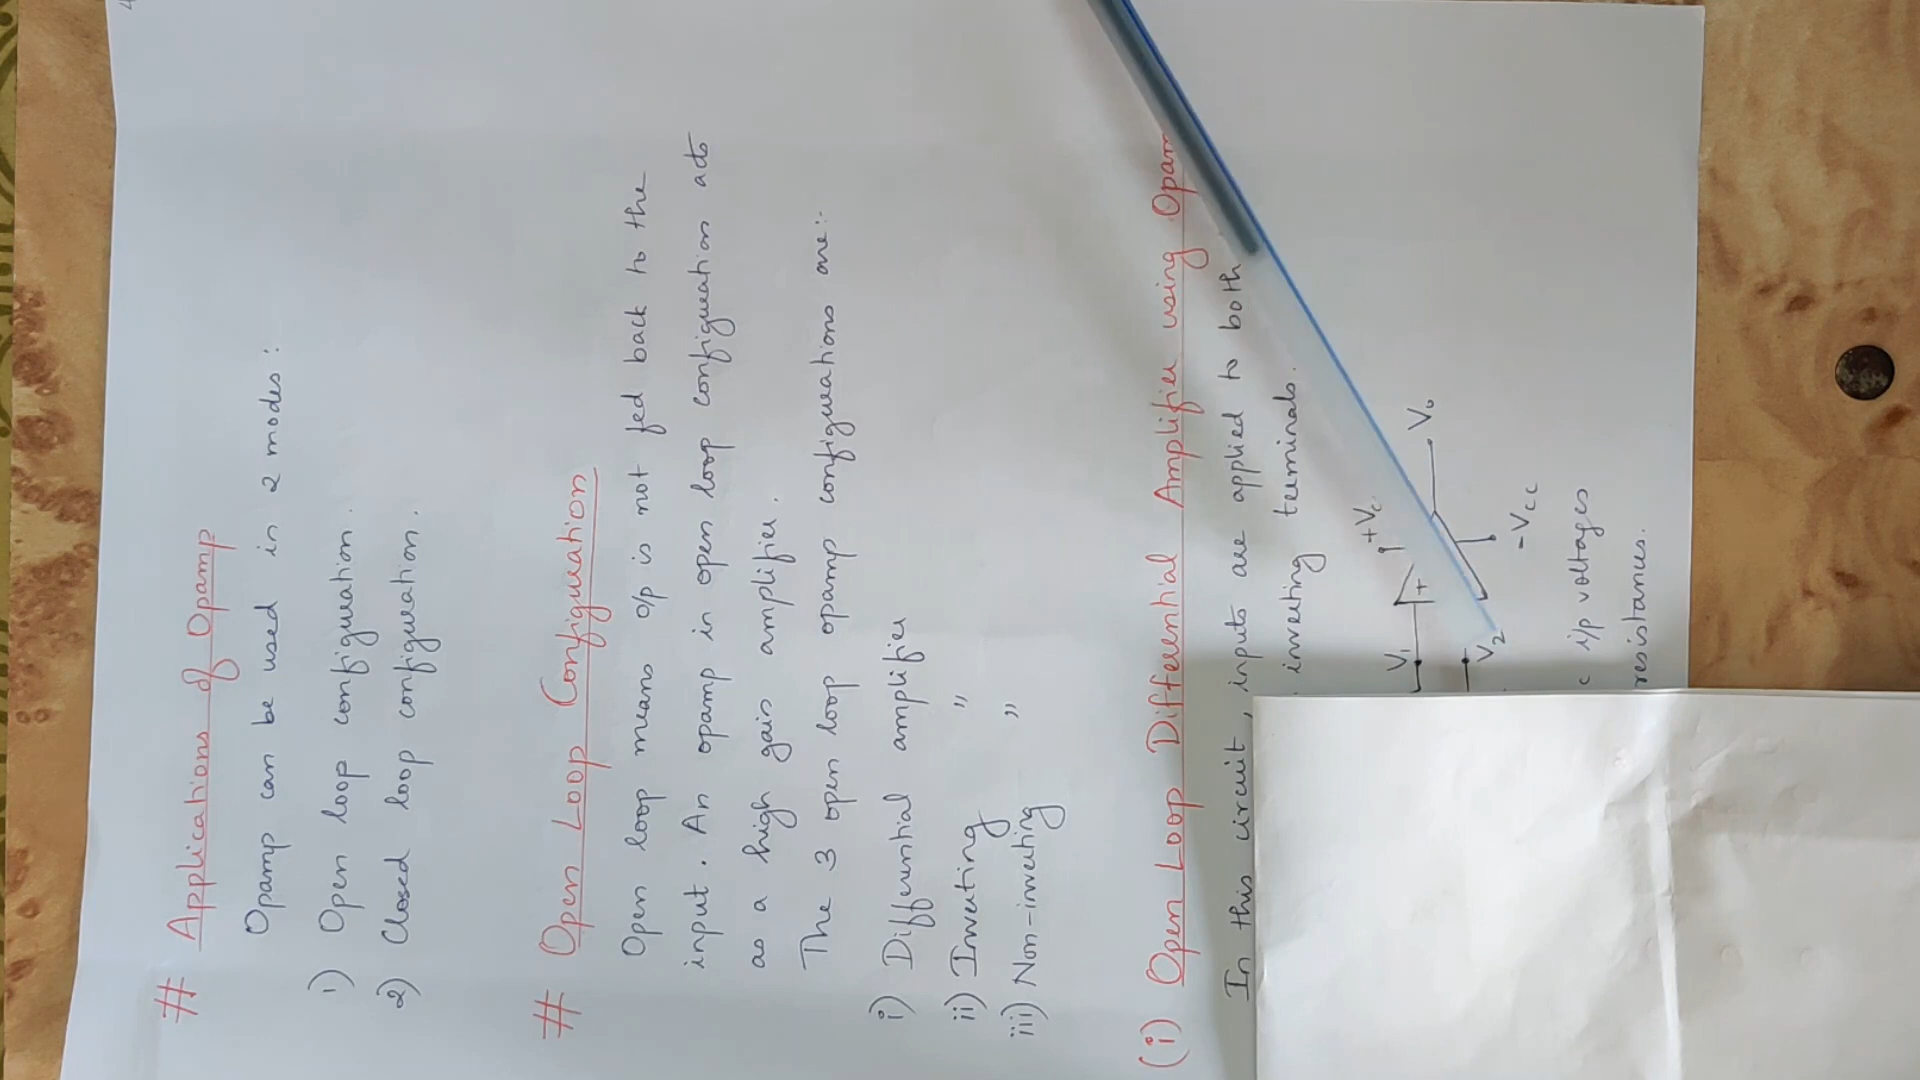 # Applications of Opamp
Opamp can be used in 2 modes:
1) Open loop configuration.
2) Closed loop configuration.
# Open Loop Configuration
Open loop means o/p is not fed back to the
input. An opamp in open loop configuration acts
as a high gain amplifier.
The 3 open loop opamp configurations are:-
i) Differential amplifier
ii) Inverting "
iii) Non-inverting "
(i) Open Loop Differential Amplifier using Opam
In this circuit, inputs are applied to both
inverting terminals.
+Vc
V1
+
Vo
V2
-Vcc
c i/p voltages
resistances.